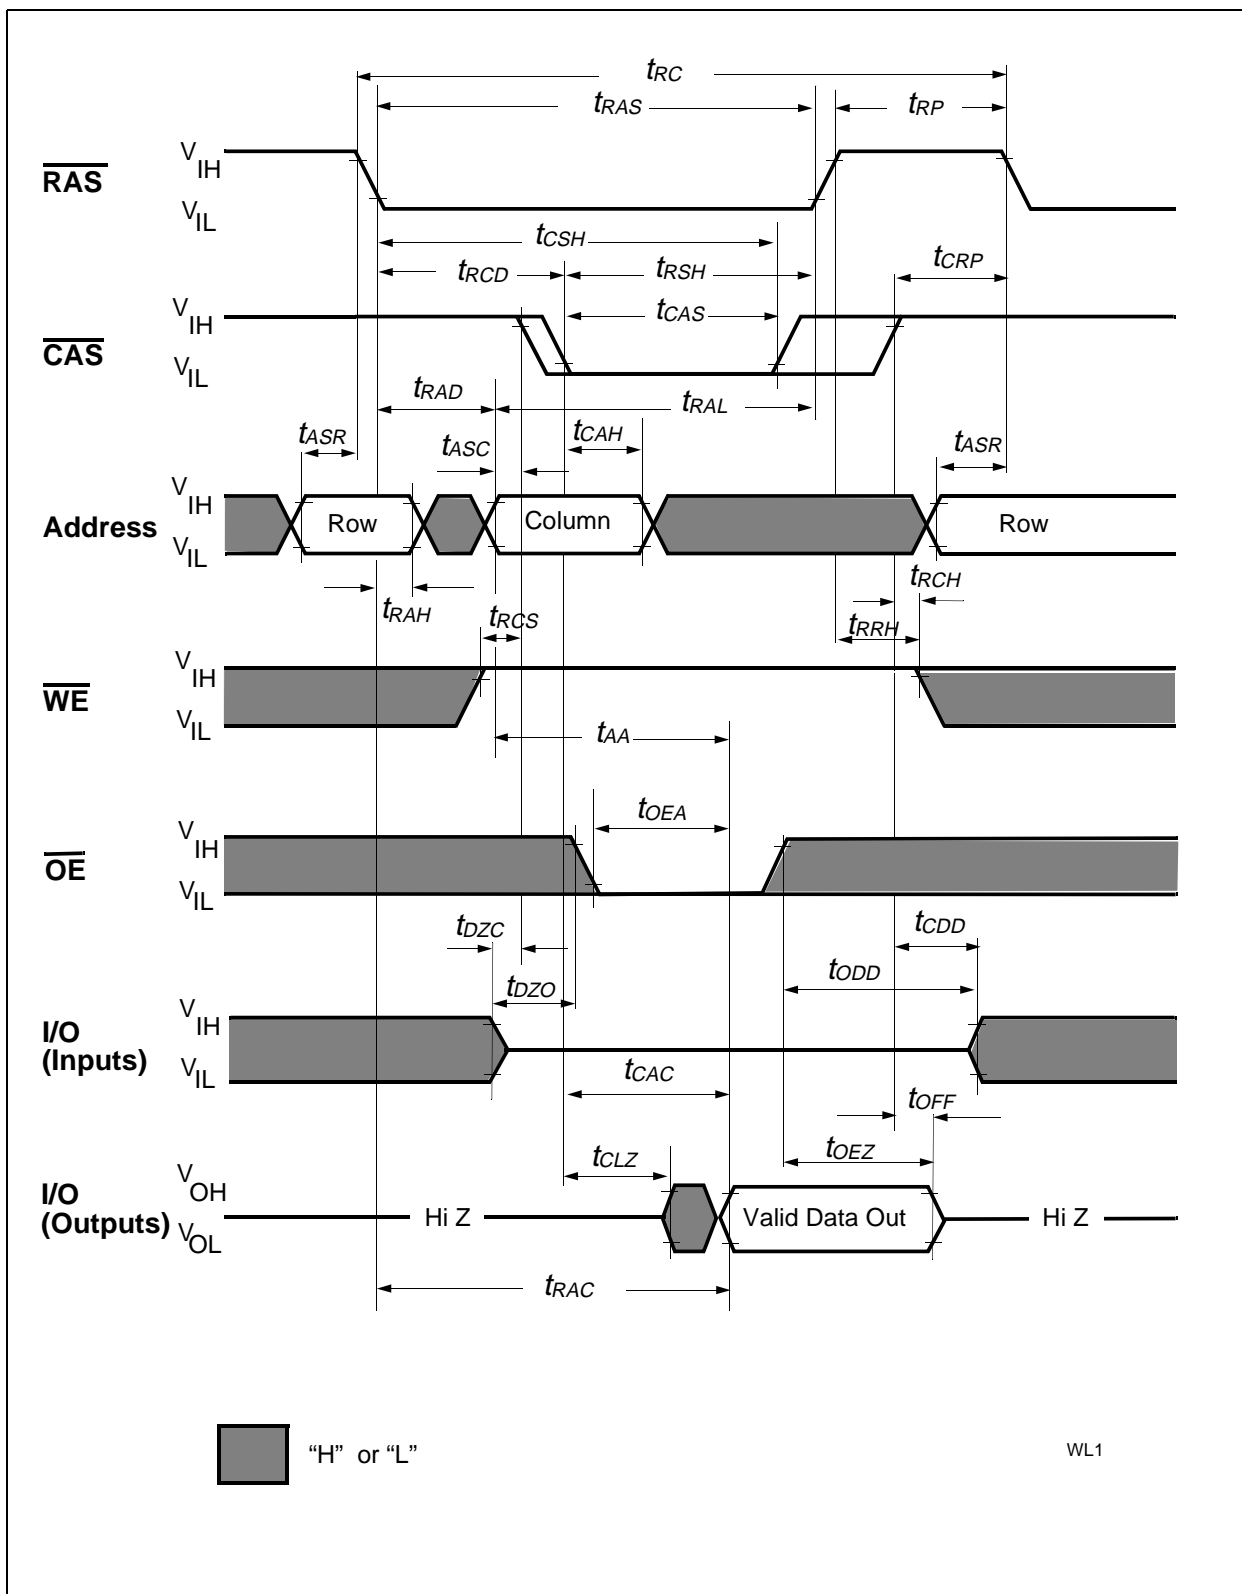 tRC
tRAS
tRP
RAS
VIH
VIL
tCSH
tRCD
tRSH
tCRP
CAS
VIH
VIL
tCAS
tRAD
tRAL
tASR
tASC
tCAH
tASR
Address
VIH
VIL
Row
Column
Row
tRAH
tRCS
tRCH
tRRH
WE
VIH
VIL
tAA
tOEA
OE
VIH
VIL
tDZC
tCDD
tDZO
tODD
I/O
(Inputs)
VIH
VIL
tCAC
tOFF
tCLZ
tOEZ
I/O
(Outputs)
VOH
VOL
Hi Z
Valid Data Out
Hi Z
tRAC
“H” or “L”
WL1